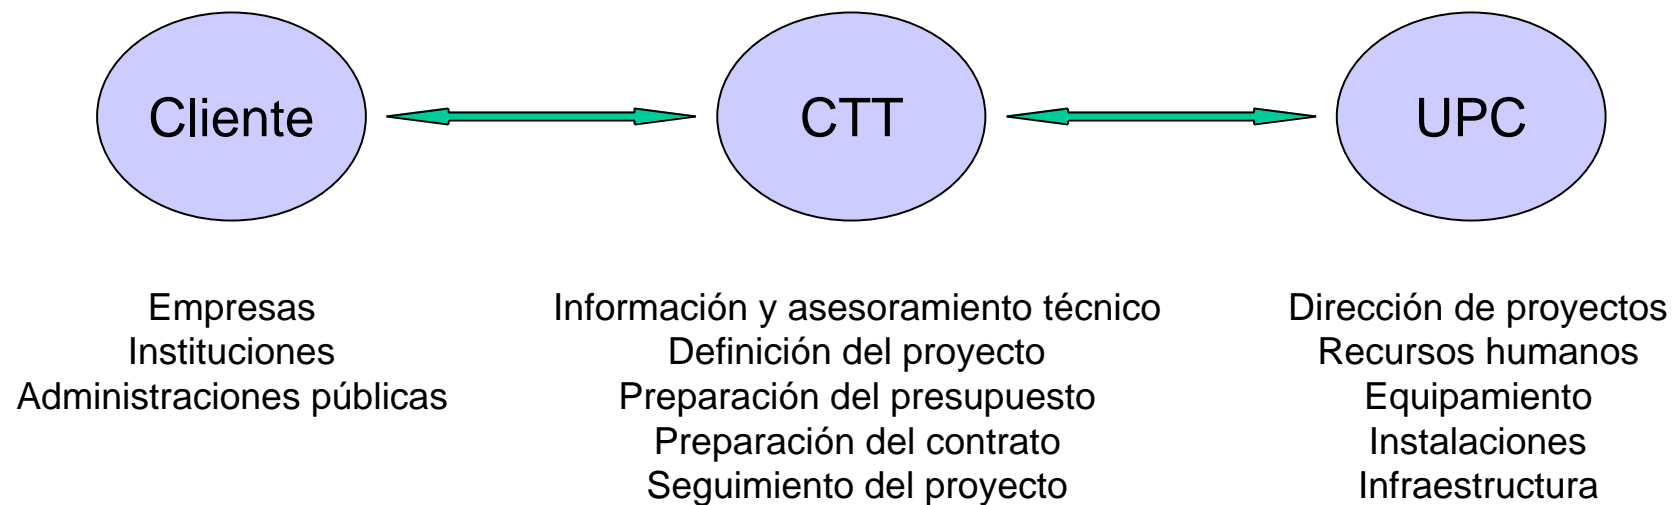 Cliente
CTT
UPC
Empresas
Instituciones
Administraciones públicas
Información y asesoramiento técnico
Definición del proyecto
Preparación del presupuesto
Preparación del contrato
Seguimiento del proyecto
Dirección de proyectos
Recursos humanos
Equipamiento
Instalaciones
Infraestructura